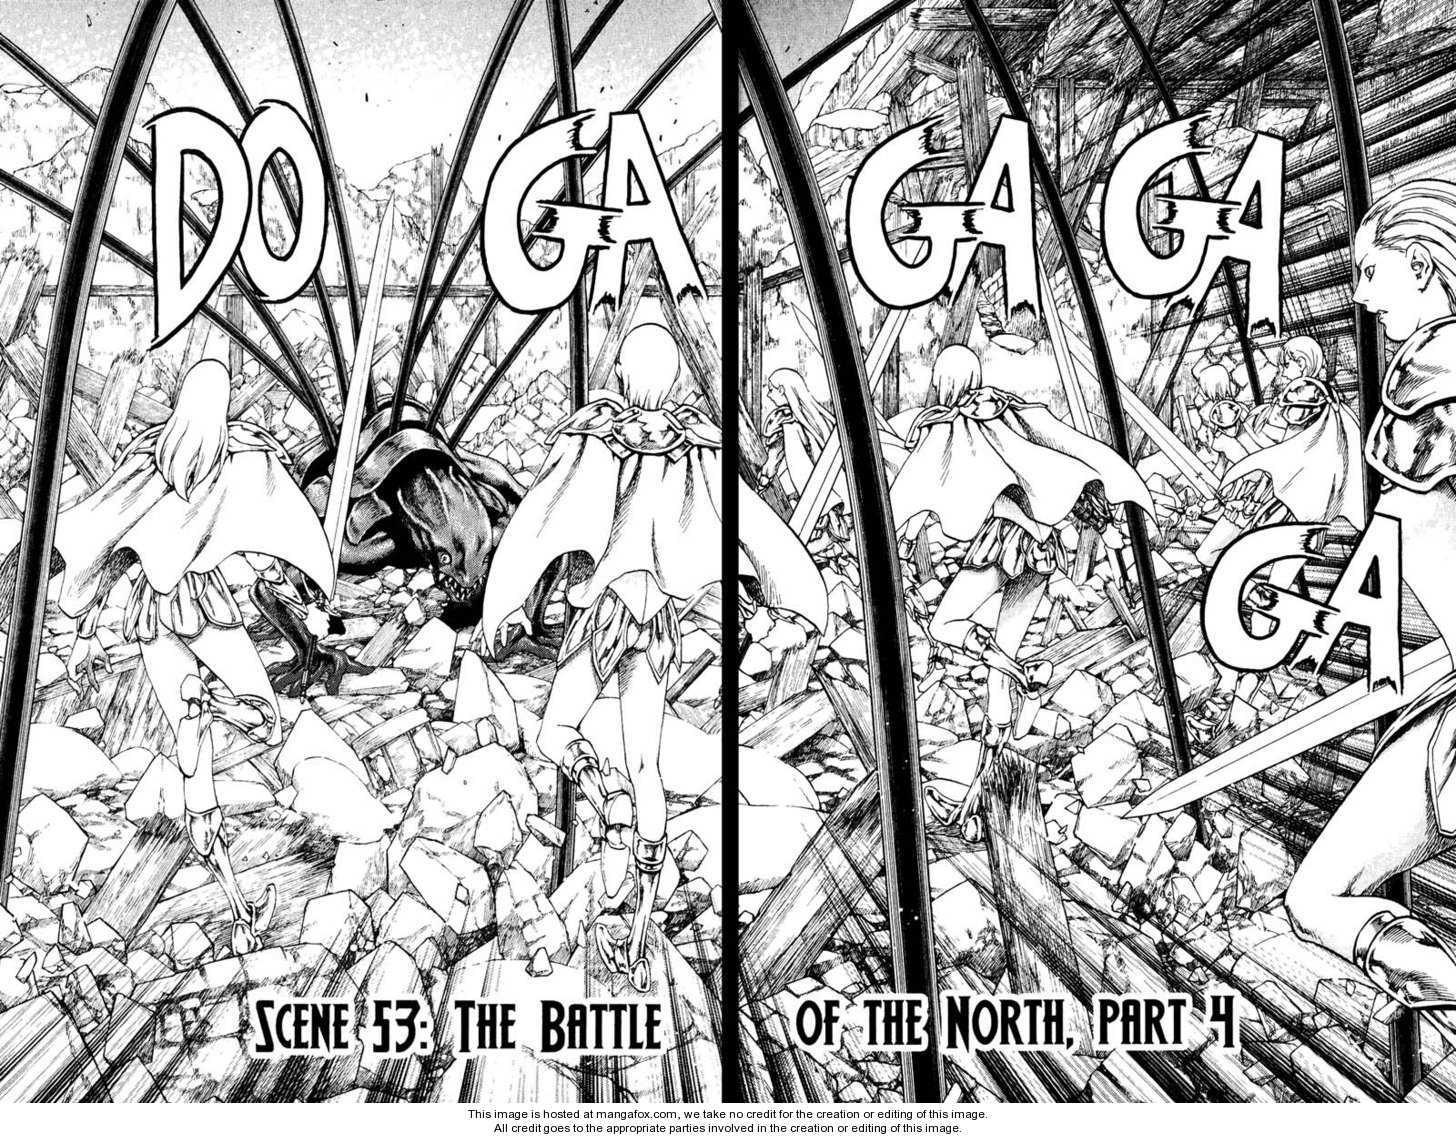 DO GA GA GA
GA
SCENE 53: THE BATTLE OF THE NORTH, PART 4
This image is hosted at mangafox.com, we take no credit for the creation or editing of this image.
All credit goes to the appropriate parties involved in the creation or editing of this image.